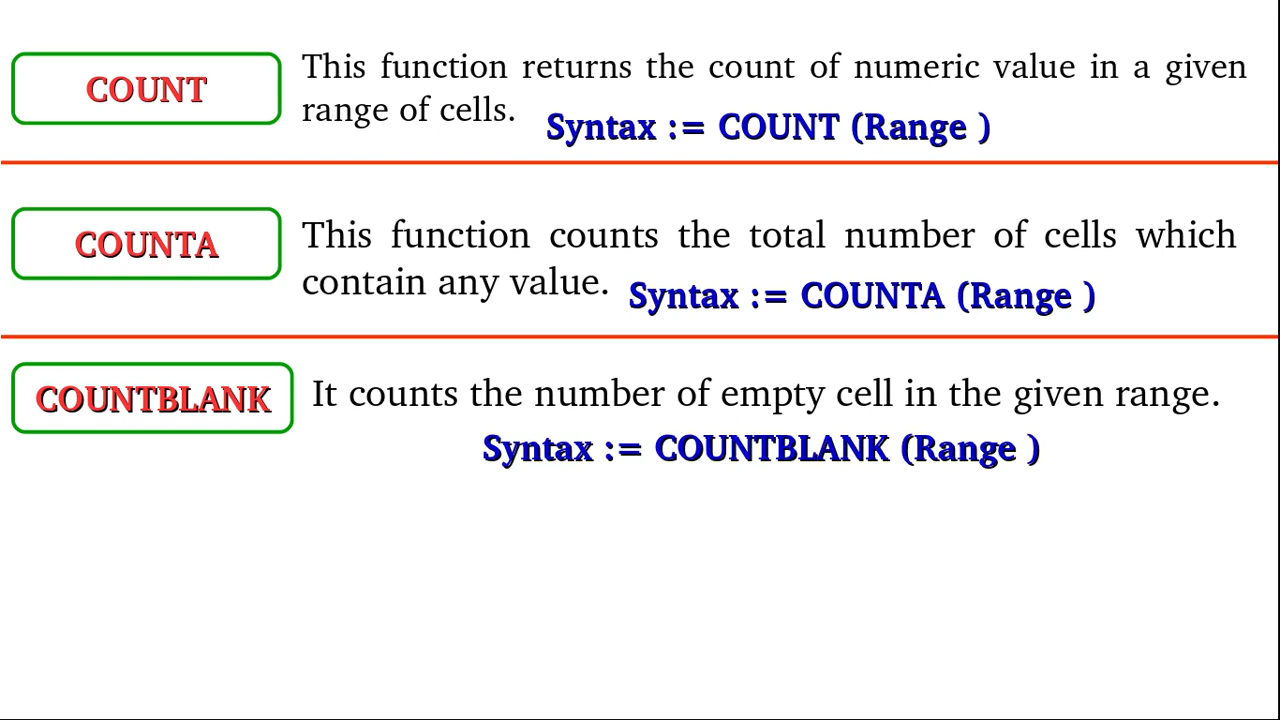 COUNT
This function returns the count of numeric value in a given
range of cells.
Syntax := COUNT (Range )
COUNTA
This function counts the total number of cells which
contain any value.
Syntax := COUNTA (Range )
COUNTBLANK
It counts the number of empty cell in the given range.
Syntax := COUNTBLANK (Range )